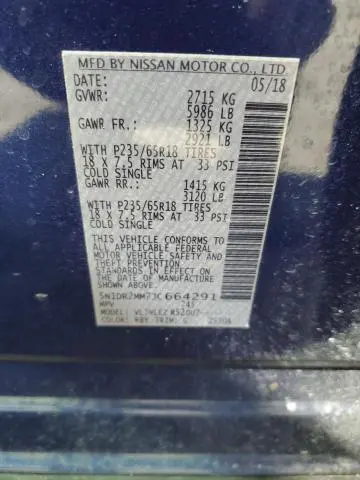 MFD BY NISSAN MOTOR CO., LTD
DATE: 05/18
GVWR: 2715 KG
5986 LB
GAWR FR.: 1325 KG
2921 LB
WITH P235/65R18 TIRES
18 X 7.5 RIMS AT 33 PSI
COLD SINGLE
GAWR RR.: 1415 KG
3120 LB
WITH P235/65R18 TIRES
18 X 7.5 RIMS AT 33 PSI
COLD SINGLE
THIS VEHICLE CONFORMS TO
ALL APPLICABLE FEDERAL
SAFETY, BUMPER, AND
THEFT PREVENTION
STANDARDS IN EFFECT ON
THE DATE OF MANUFACTURE
SHOWN ABOVE.
5N1DR2MM7JC664291
MPV
MODEL:
COLOR: RBY TRIM: G